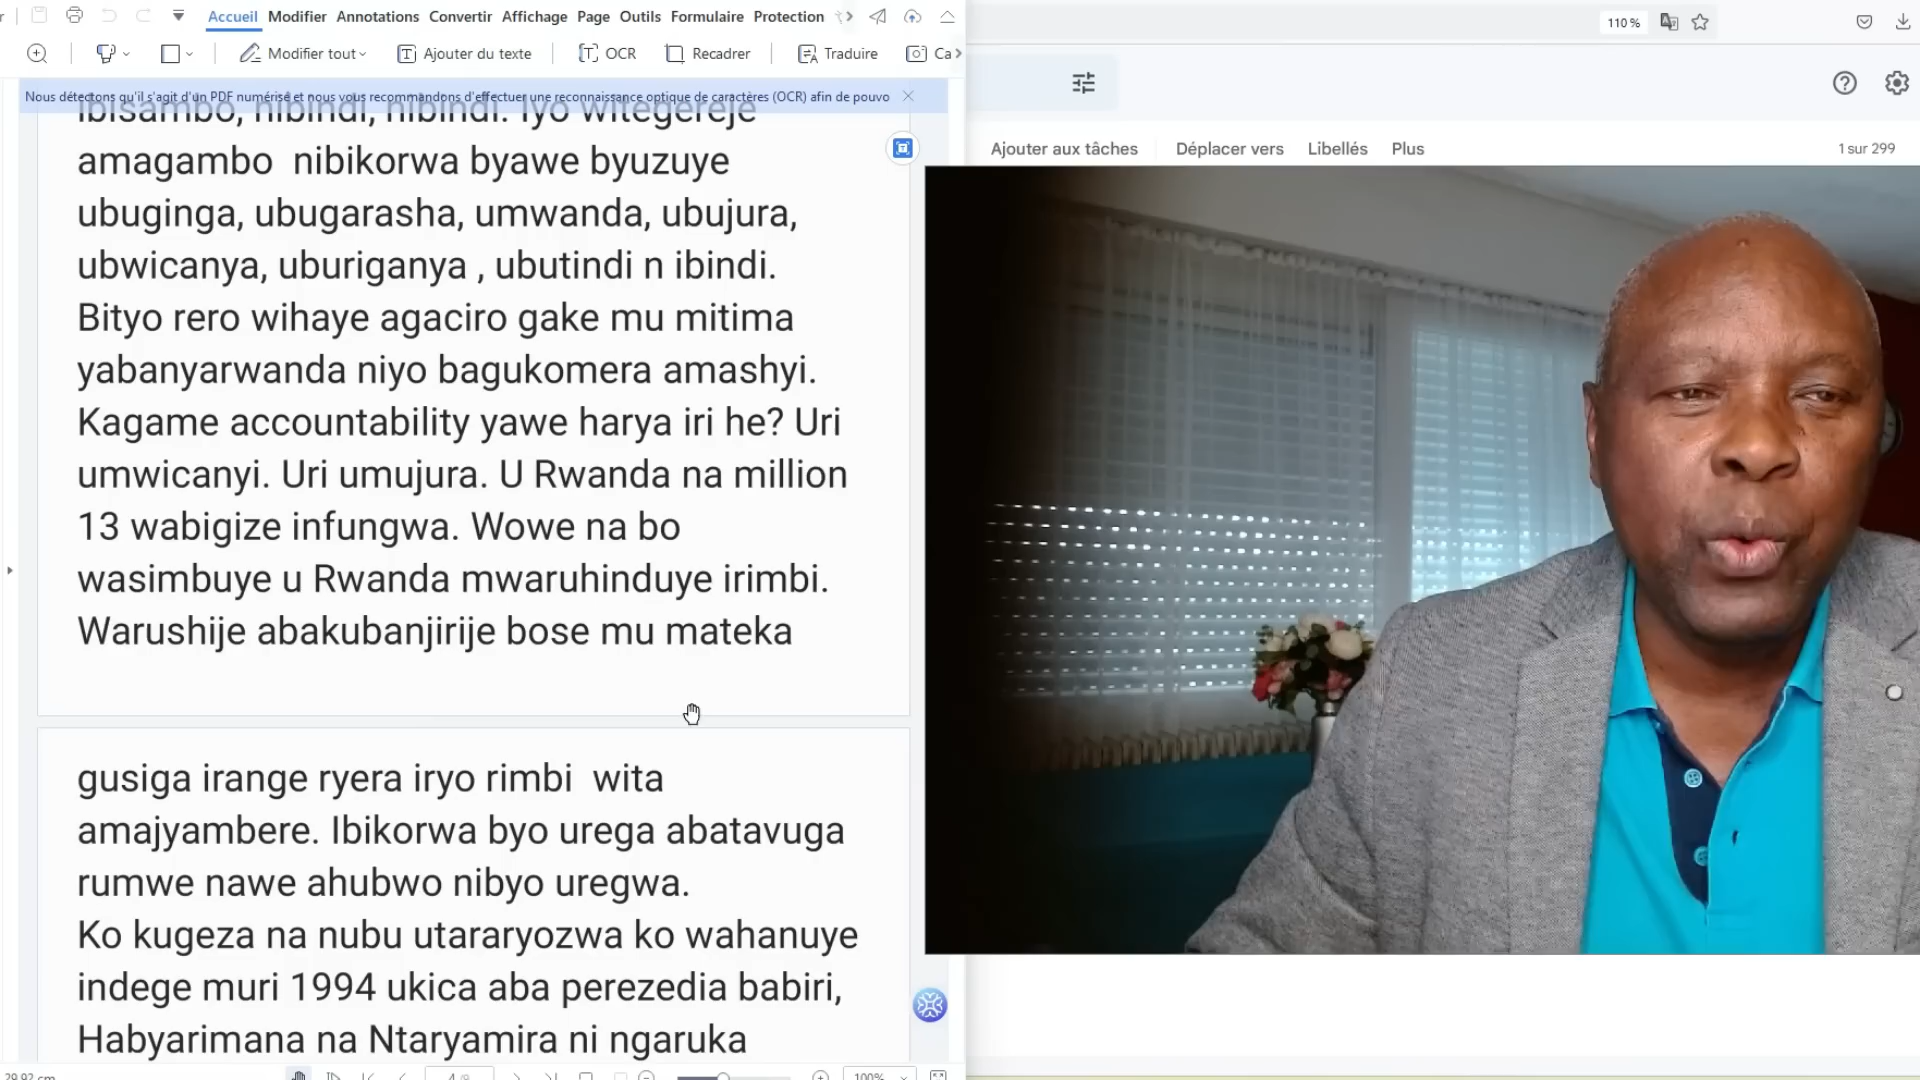 Accueil Modifier Annotations Convertir Affichage Page Outils Formulaire Protection
Modifier tout Ajouter du texte OCR Recadrer Traduire Ca
Nous détectons qu'il s'agit d'un PDF numérisé et nous vous recommandons d'effectuer une reconnaissance optique de caractères (OCR) afin de pouvo
ibisambo, nibindi, nibindi. Iyo witegereje
amagambo nibikorwa byawe byuzuye
ubuginga, ubugarasha, umwanda, ubujura,
ubwicanya, uburiganya , ubutindi n ibindi.
Bityo rero wihaye agaciro gake mu mitima
yabanyarwanda niyo bagukomera amashyi.
Kagame accountability yawe harya iri he? Uri
umwicanyi. Uri umujura. U Rwanda na million
13 wabigize infungwa. Wowe na bo
wasimbuye u Rwanda mwaruhinduye irimbi.
Warushije abakubanjirije bose mu mateka
gusiga irange ryera iryo rimbi wita
amajyambere. Ibikorwa byo urega abatavuga
rumwe nawe ahubwo nibyo uregwa.
Ko kugeza na nubu utararyozwa ko wahanuye
indege muri 1994 ukica aba perezedia babiri,
Habyarimana na Ntaryamira ni ngaruka
100%
110 %
Ajouter aux tâches Déplacer vers Libellés Plus
1 sur 299